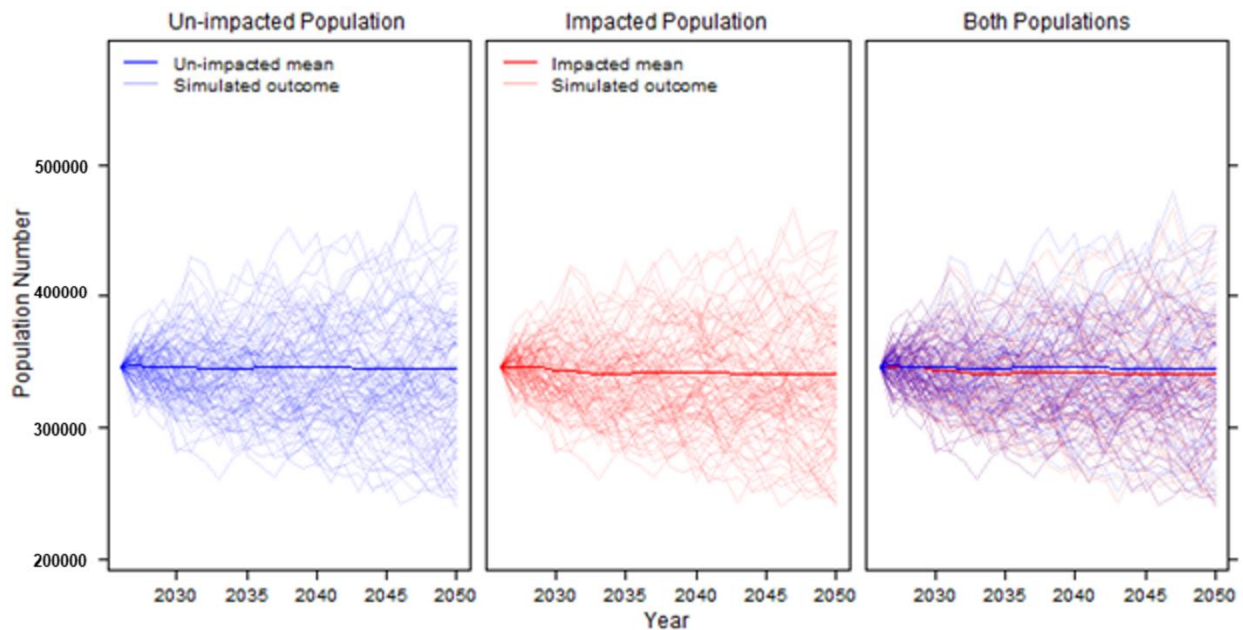 Un-impacted Population
Impacted Population
Both Populations
Un-impacted mean
Simulated outcome
Impacted mean
Simulated outcome
Population Number
500000
400000
300000
200000
2030 2035 2040 2045 2050
2030 2035 2040 2045 2050
2030 2035 2040 2045 2050
Year